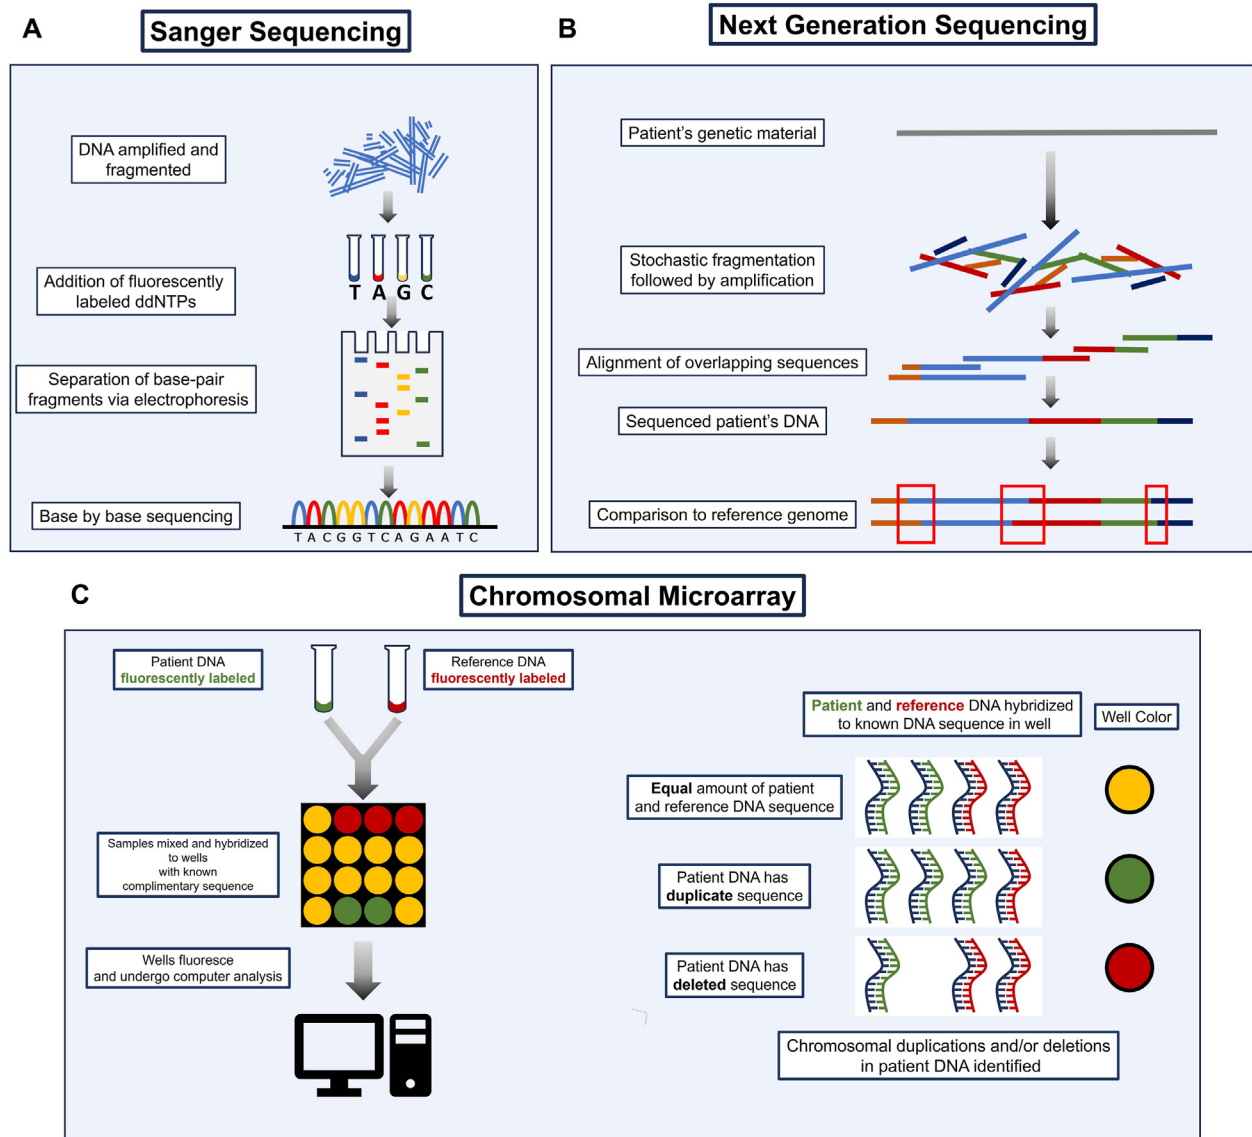 A
Sanger Sequencing
DNA amplified and
fragmented
T A G C
Addition of fluorescently
labeled ddNTPs
Separation of base-pair
fragments via electrophoresis
Base by base sequencing
T A C G G T C A G A A T C
B
Next Generation Sequencing
Patient's genetic material
Stochastic fragmentation
followed by amplification
Alignment of overlapping sequences
Sequenced patient's DNA
Comparison to reference genome
C
Chromosomal Microarray
Patient DNA
fluorescently labeled
Reference DNA
fluorescently labeled
Samples mixed and hybridized
to wells
with known
complimentary sequence
Wells fluoresce
and undergo computer analysis
Patient and reference DNA hybridized
to known DNA sequence in well
Well Color
Equal amount of patient
and reference DNA sequence
Patient DNA has
duplicate sequence
Patient DNA has
deleted sequence
Chromosomal duplications and/or deletions
in patient DNA identified